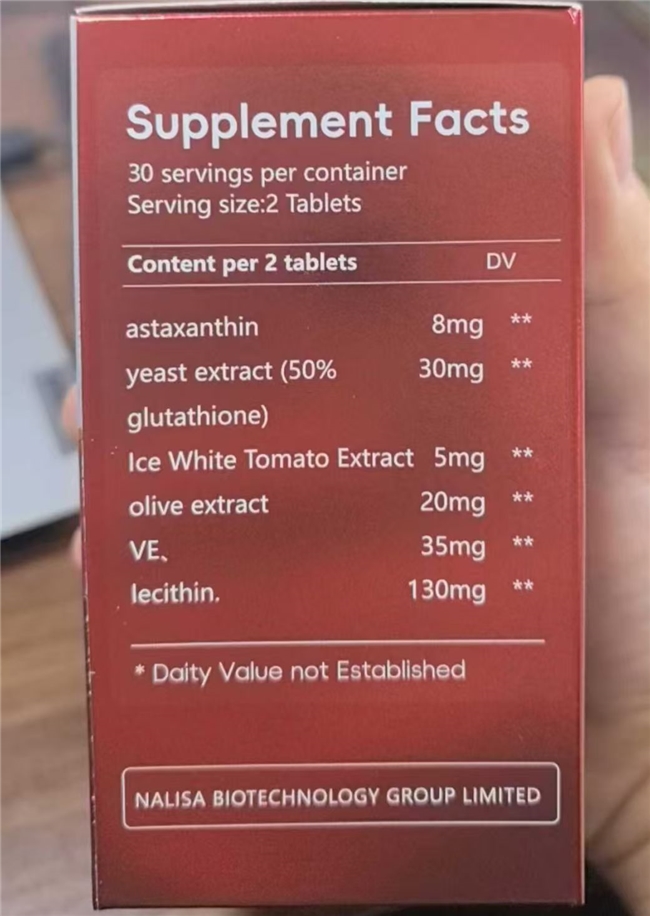 Supplement Facts
30 servings per container
Serving size:2 Tablets
Content per 2 tablets DV
astaxanthin 8mg **
yeast extract (50% 30mg **
glutathione)
Ice White Tomato Extract 5mg **
olive extract 20mg **
VE、 35mg **
lecithin. 130mg **
* Daity Value not Established
NALISA BIOTECHNOLOGY GROUP LIMITED